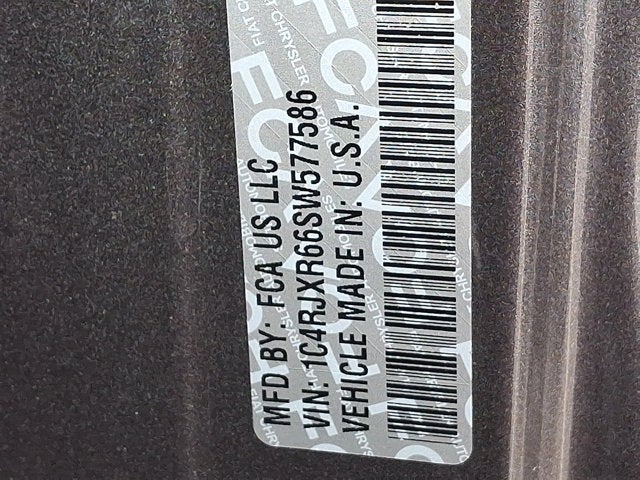 MFD BY: FCA US LLC
VIN: 1C4RJXR66SW577586
VEHICLE MADE IN: U.S.A.